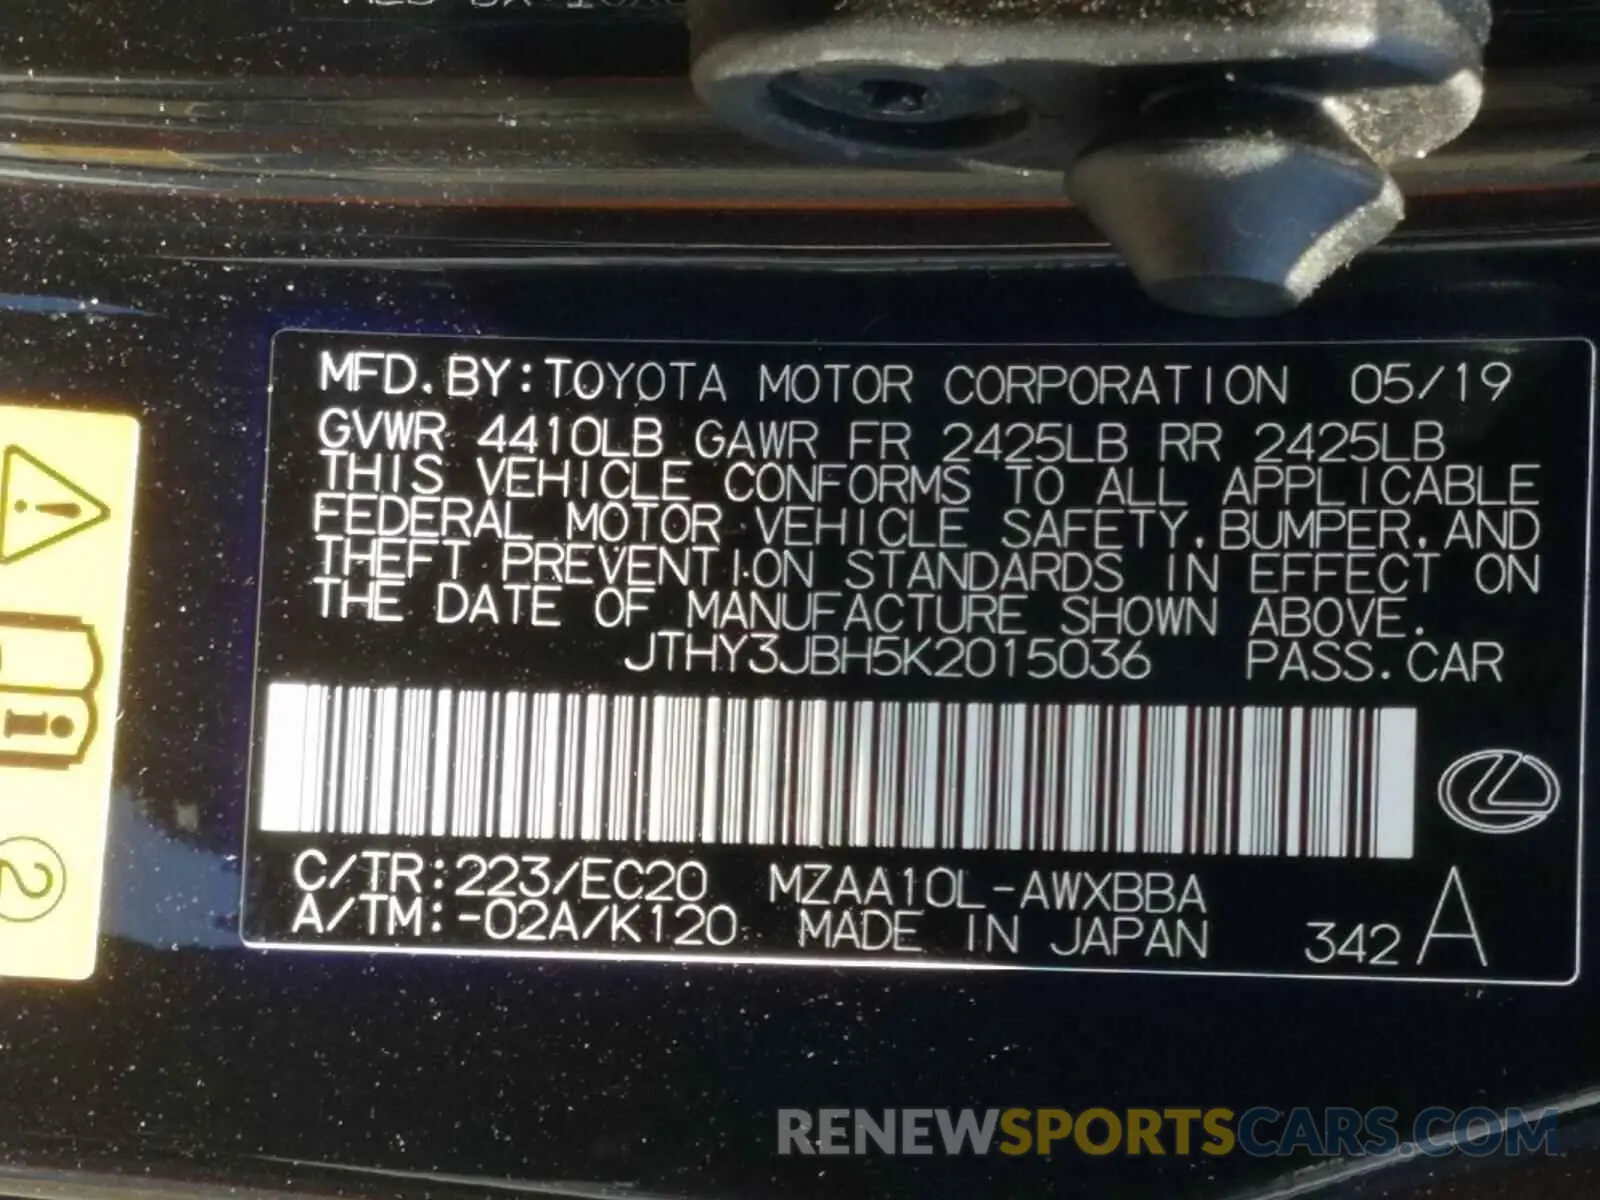 MFD. BY: TOYOTA MOTOR CORPORATION 05/19
GVWR 4410LB GAWR FR 2425LB RR 2425LB
THIS VEHICLE CONFORMS TO ALL APPLICABLE
FEDERAL MOTOR VEHICLE SAFETY, BUMPER, AND
THEFT PREVENTION STANDARDS IN EFFECT ON
THE DATE OF MANUFACTURE SHOWN ABOVE.
JTHY3JBH5K2015036 PASS. CAR
C/TR: 223/EC20 MZAA10L-AWXBBA
A/TM: -02A/K120 MADE IN JAPAN 342 A
2
RENEWSPORTSCARS.COM